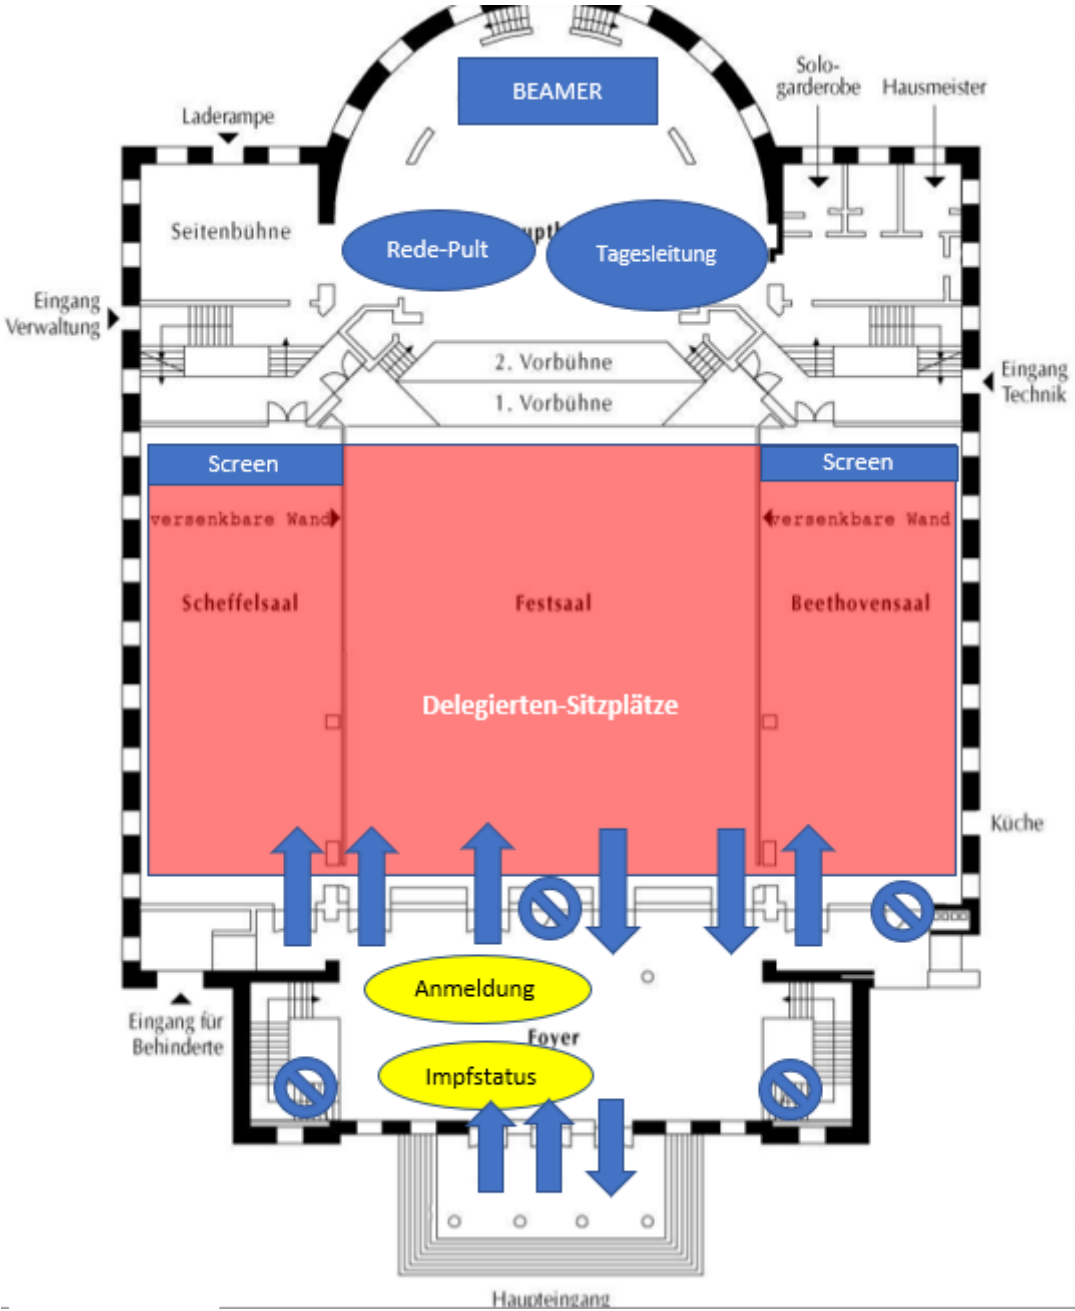 BEAMER
Solo-
garderobe
Hausmeister
Laderampe
Seitenbühne
Rede-Pult
Tagesleitung
Eingang
Verwaltung
2. Vorbühne
1. Vorbühne
Eingang
Technik
Screen
Screen
versenkbare Wand
versenkbare Wand
Scheffelsaal
Festsaal
Beethovensaal
Delegierten-Sitzplätze
Küche
Anmeldung
Eingang für
Behinderte
Foyer
Impfstatus
Haupteingang